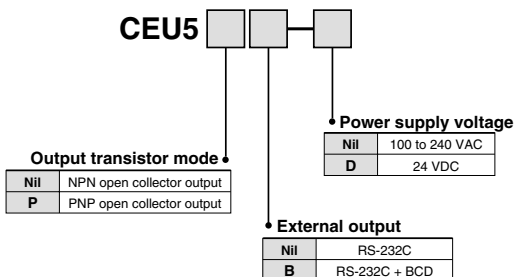 CEU5 -
Power supply voltage
Nil 100 to 240 VAC
D 24 VDC
Output transistor mode
Nil NPN open collector output
P PNP open collector output
External output
Nil RS-232C
B RS-232C + BCD